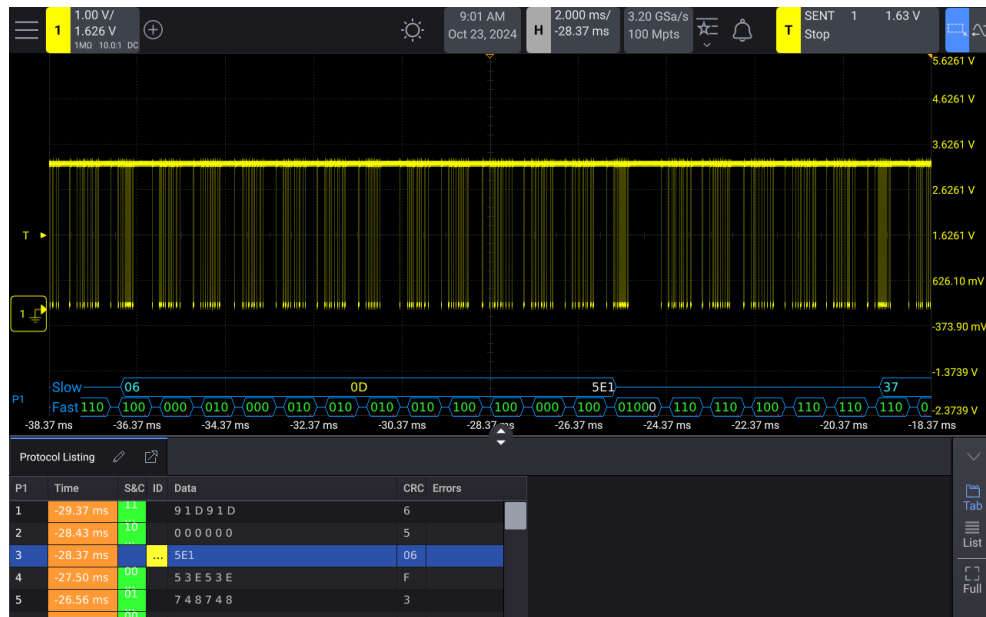 1
1.00 V/
1.626 V
1MΩ 10.0:1 DC
9:01 AM
Oct 23, 2024
H
2.000 ms/
-28.37 ms
3.20 GSa/s
100 Mpts
T
SENT 1 1.63 V
Stop
5.6261 V
4.6261 V
3.6261 V
2.6261 V
T
1.6261 V
626.10 mV
1
-373.90 mV
-1.3739 V
Slow 06 0D 5E1 37
P1
Fast 110 100 000 010 000 010 010 010 010 100 100 000 100 01000 110 110 100 110 110 110 0
-2.3739 V
-38.37 ms -36.37 ms -34.37 ms -32.37 ms -30.37 ms -28.37 ms -26.37 ms -24.37 ms -22.37 ms -20.37 ms -18.37 ms
Protocol Listing
P1 Time S&C ID Data CRC Errors
1 -29.37 ms 11 ... 9 1 D 9 1 D 6
2 -28.43 ms 10 ... 0 0 0 0 0 0 5
3 -28.37 ms ... 5E1 06
4 -27.50 ms 00 ... 5 3 E 5 3 E F
5 -26.56 ms 01 ... 7 4 8 7 4 8 3
00
Tab
List
Full